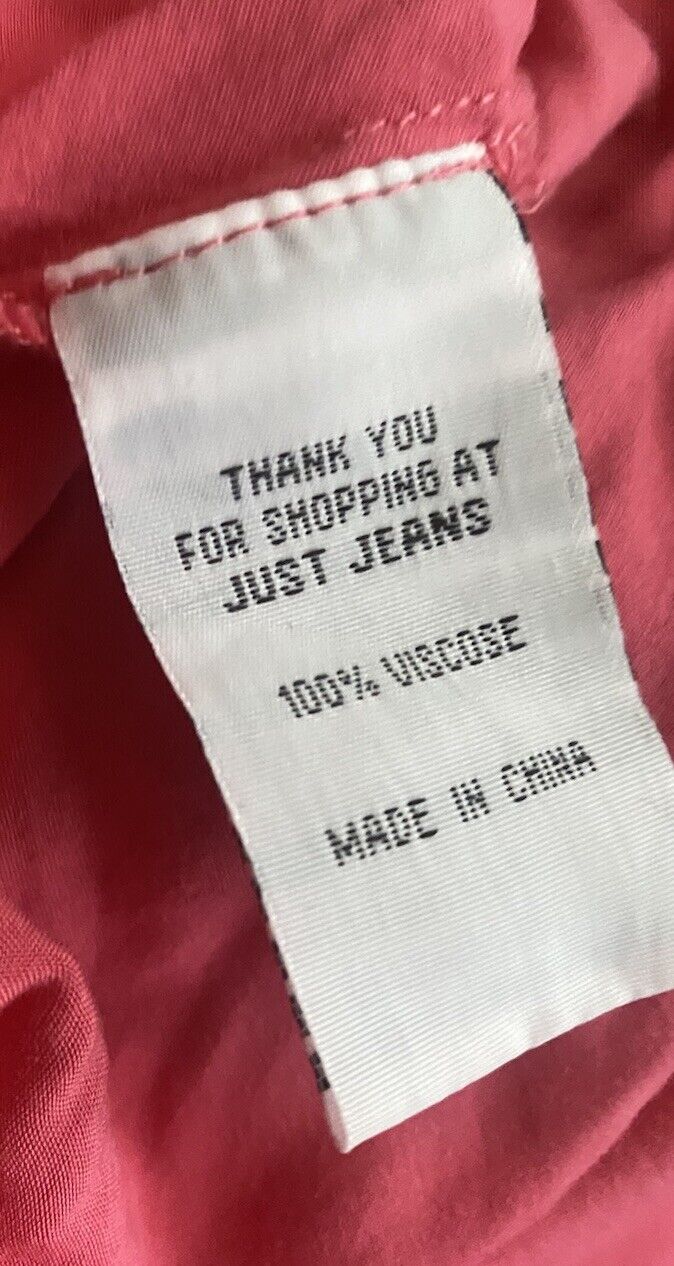 THANK YOU
FOR SHOPPING AT
JUST JEANS
100% VISCOSE
MADE IN CHINA